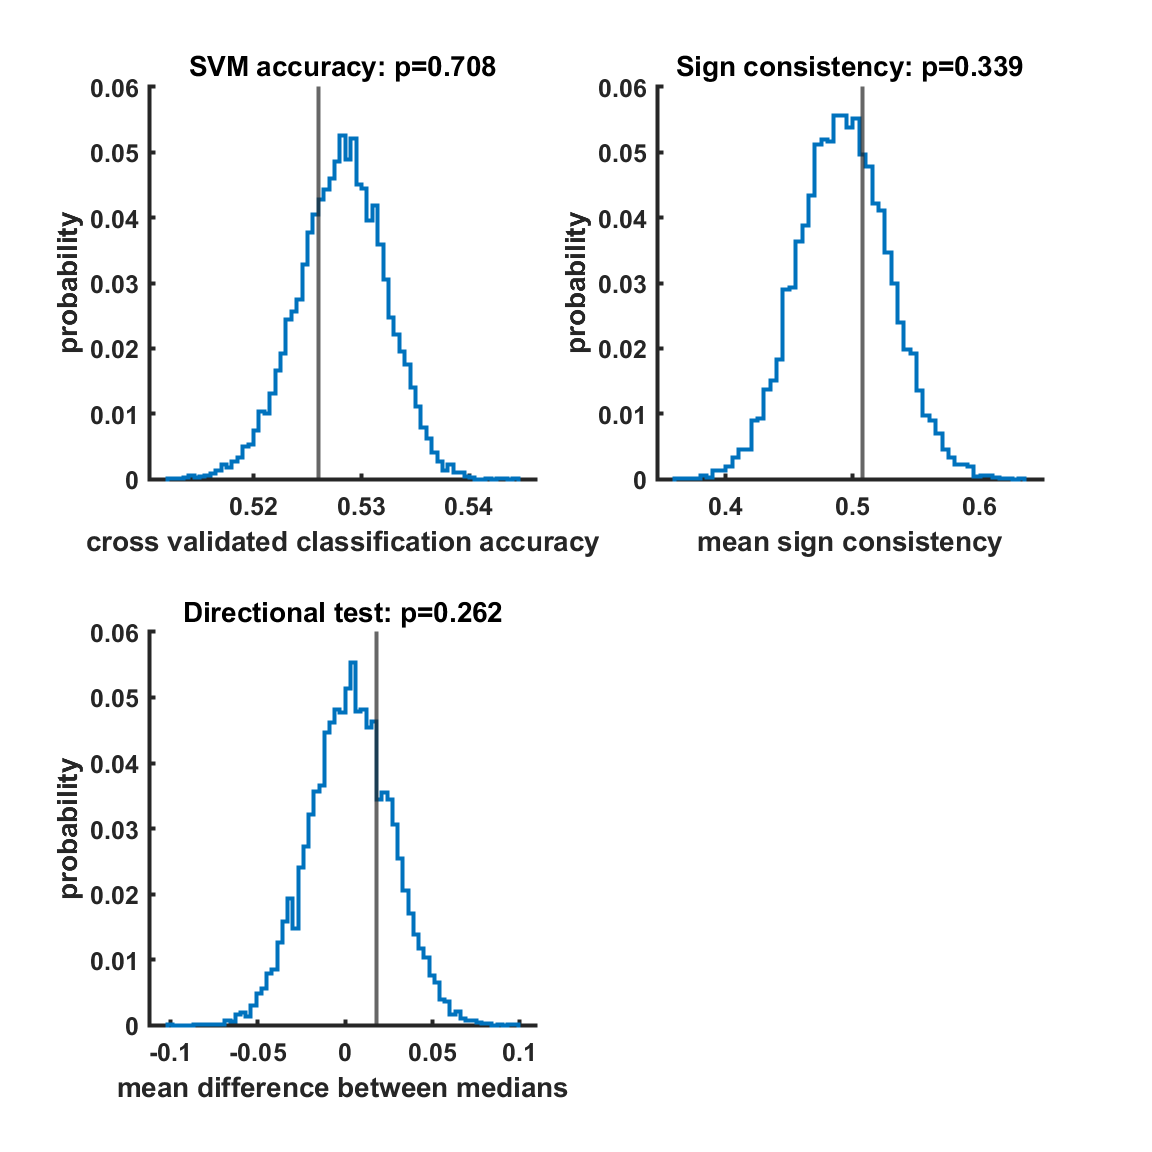 SVM accuracy: p=0.708
0.06
0.05
0.04
0.03
0.02
0.01
0
probability
0.52 0.53 0.54
cross validated classification accuracy
Sign consistency: p=0.339
0.06
0.05
0.04
0.03
0.02
0.01
0
probability
0.4 0.5 0.6
mean sign consistency
Directional test: p=0.262
0.06
0.05
0.04
0.03
0.02
0.01
0
probability
-0.1 -0.05 0 0.05 0.1
mean difference between medians